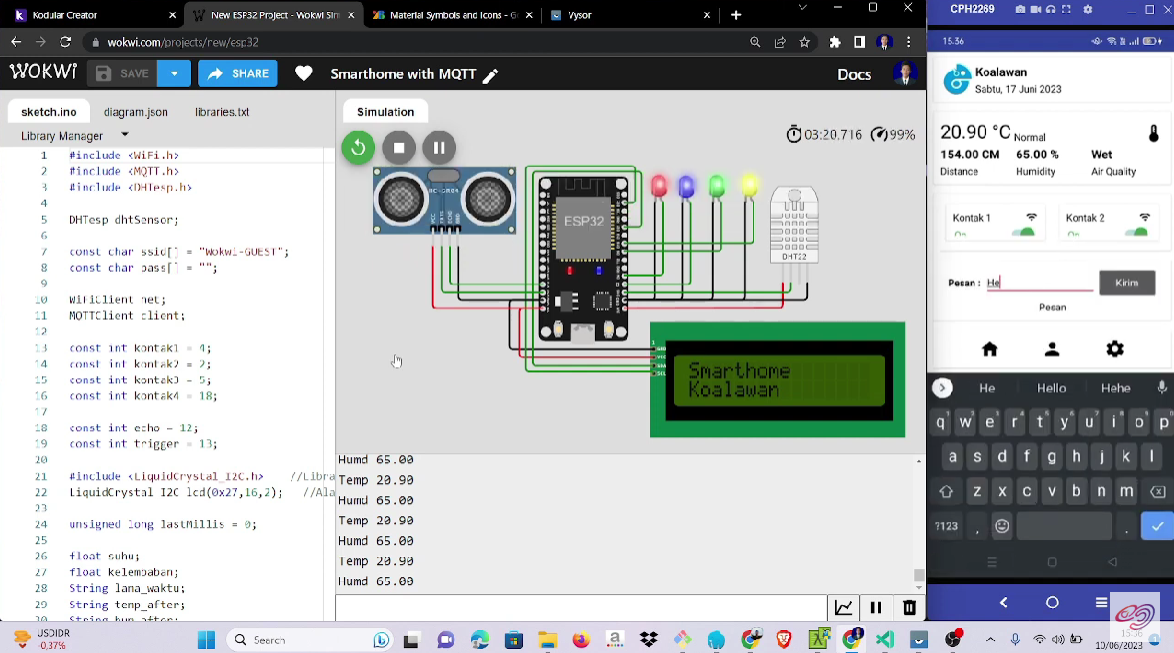 Kodular Creator
New ESP32 Project - Wokwi Sim
Material Symbols and Icons - G
Vysor
CPH2269
wokwi.com/projects/new/esp32
WOKWI
SAVE
SHARE
Smarthome with MQTT
Docs
sketch.ino
diagram.json
libraries.txt
Library Manager
1 #include <WiFi.h>
2 #include <MQTT.h>
3 #include <DHTesp.h>
4
5 DHTesp dhtSensor;
6
7 const char ssid[] = "Wokwi-GUEST";
8 const char pass[] = "";
9
10 WiFiClient net;
11 MQTTClient client;
12
13 const int kontak1 = 4;
14 const int kontak2 = 2;
15 const int kontak3 = 5;
16 const int kontak4 = 18;
17
18 const int echo = 12;
19 const int trigger = 13;
20
21 #include <LiquidCrystal_I2C.h> //Libra
22 LiquidCrystal_I2C lcd(0x27,16,2); //Ala
23
24 unsigned long lastMillis = 0;
25
26 float suhu;
27 float kelembaban;
28 String lama_waktu;
29 String temp_after;
Simulation
03:20.716
99%
HC-SR04
VCC
TRIG
ECHO
GND
ESP32
DHT22
Smarthome
Koalawan
Humd 65.00
Temp 20.90
Humd 65.00
Temp 20.90
Humd 65.00
Temp 20.90
Humd 65.00
15.36
Koalawan
Sabtu, 17 Juni 2023
20.90 °C Normal
154.00 CM 65.00 % Wet
Distance Humidity Air Quality
Kontak 1
On
Kontak 2
On
Pesan : He
Kirim
Pesan
He Hello Hehe
q w e r t y u i o p
a s d f g h j k l
z x c v b n m
?123 , .
USDIDR
-0,37%
Search
10/06/2023